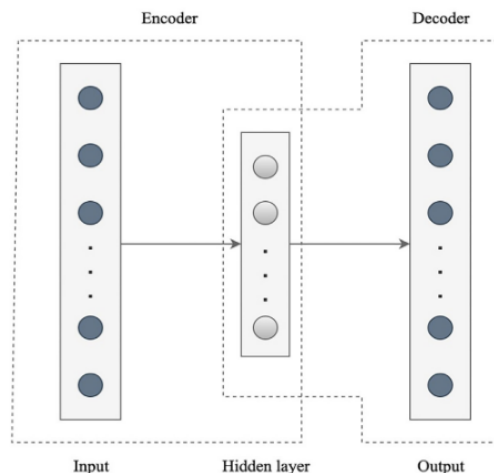 Encoder
Decoder
Input
Hidden layer
Output